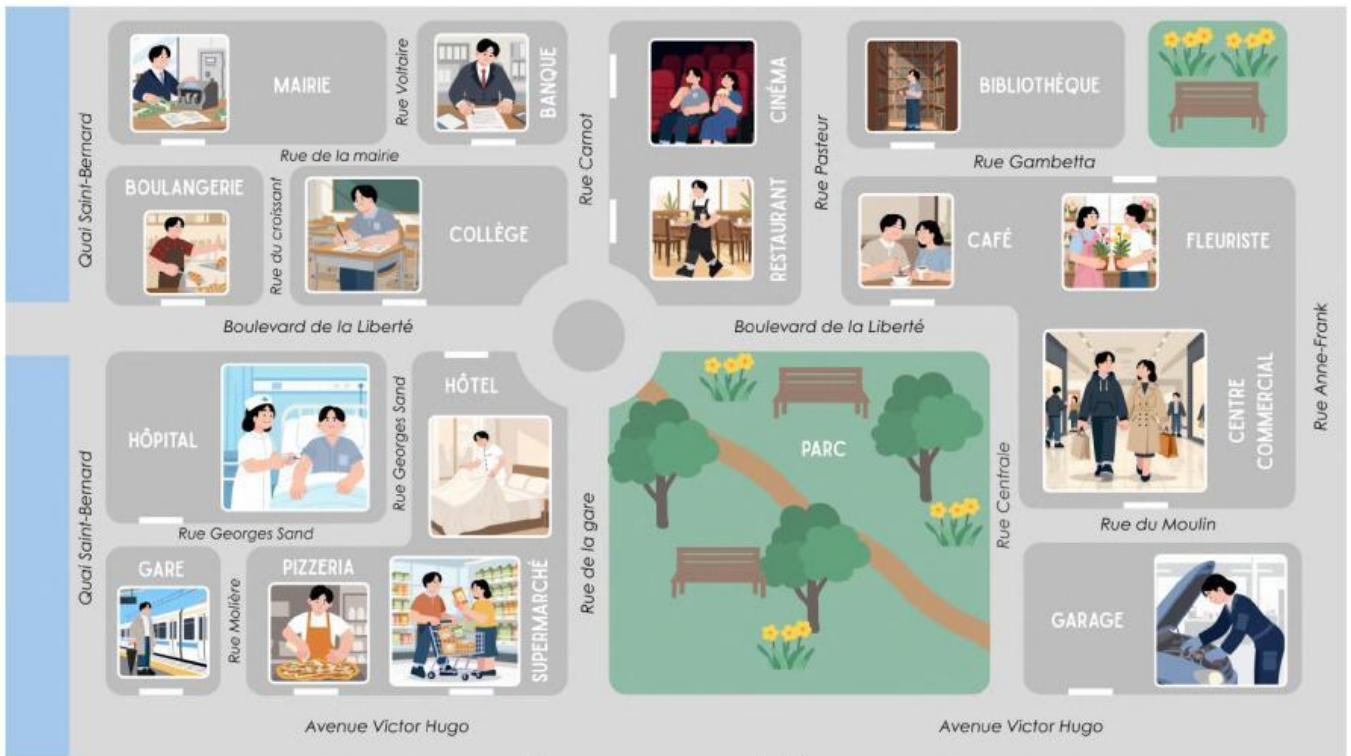 MAIRIE
Rue Voltaire
BANQUE
Rue de la mairie
Quai Saint-Bernard
BOULANGERIE
Rue du croissant
COLLÈGE
Rue Carnot
CINÉMA
RESTAURANT
Rue Pasteur
BIBLIOTHÈQUE
Rue Gambetta
CAFÉ
FLEURISTE
Boulevard de la Liberté
Boulevard de la Liberté
Rue Anne-Frank
HÔPITAL
Rue Georges Sand
HÔTEL
Quai Saint-Bernard
Rue Georges Sand
GARE
Rue Molière
PIZZERIA
SUPERMARCHÉ
Rue de la gare
PARC
Rue Centrale
CENTRE
COMMERCIAL
Rue du Moulin
GARAGE
Avenue Victor Hugo
Avenue Victor Hugo